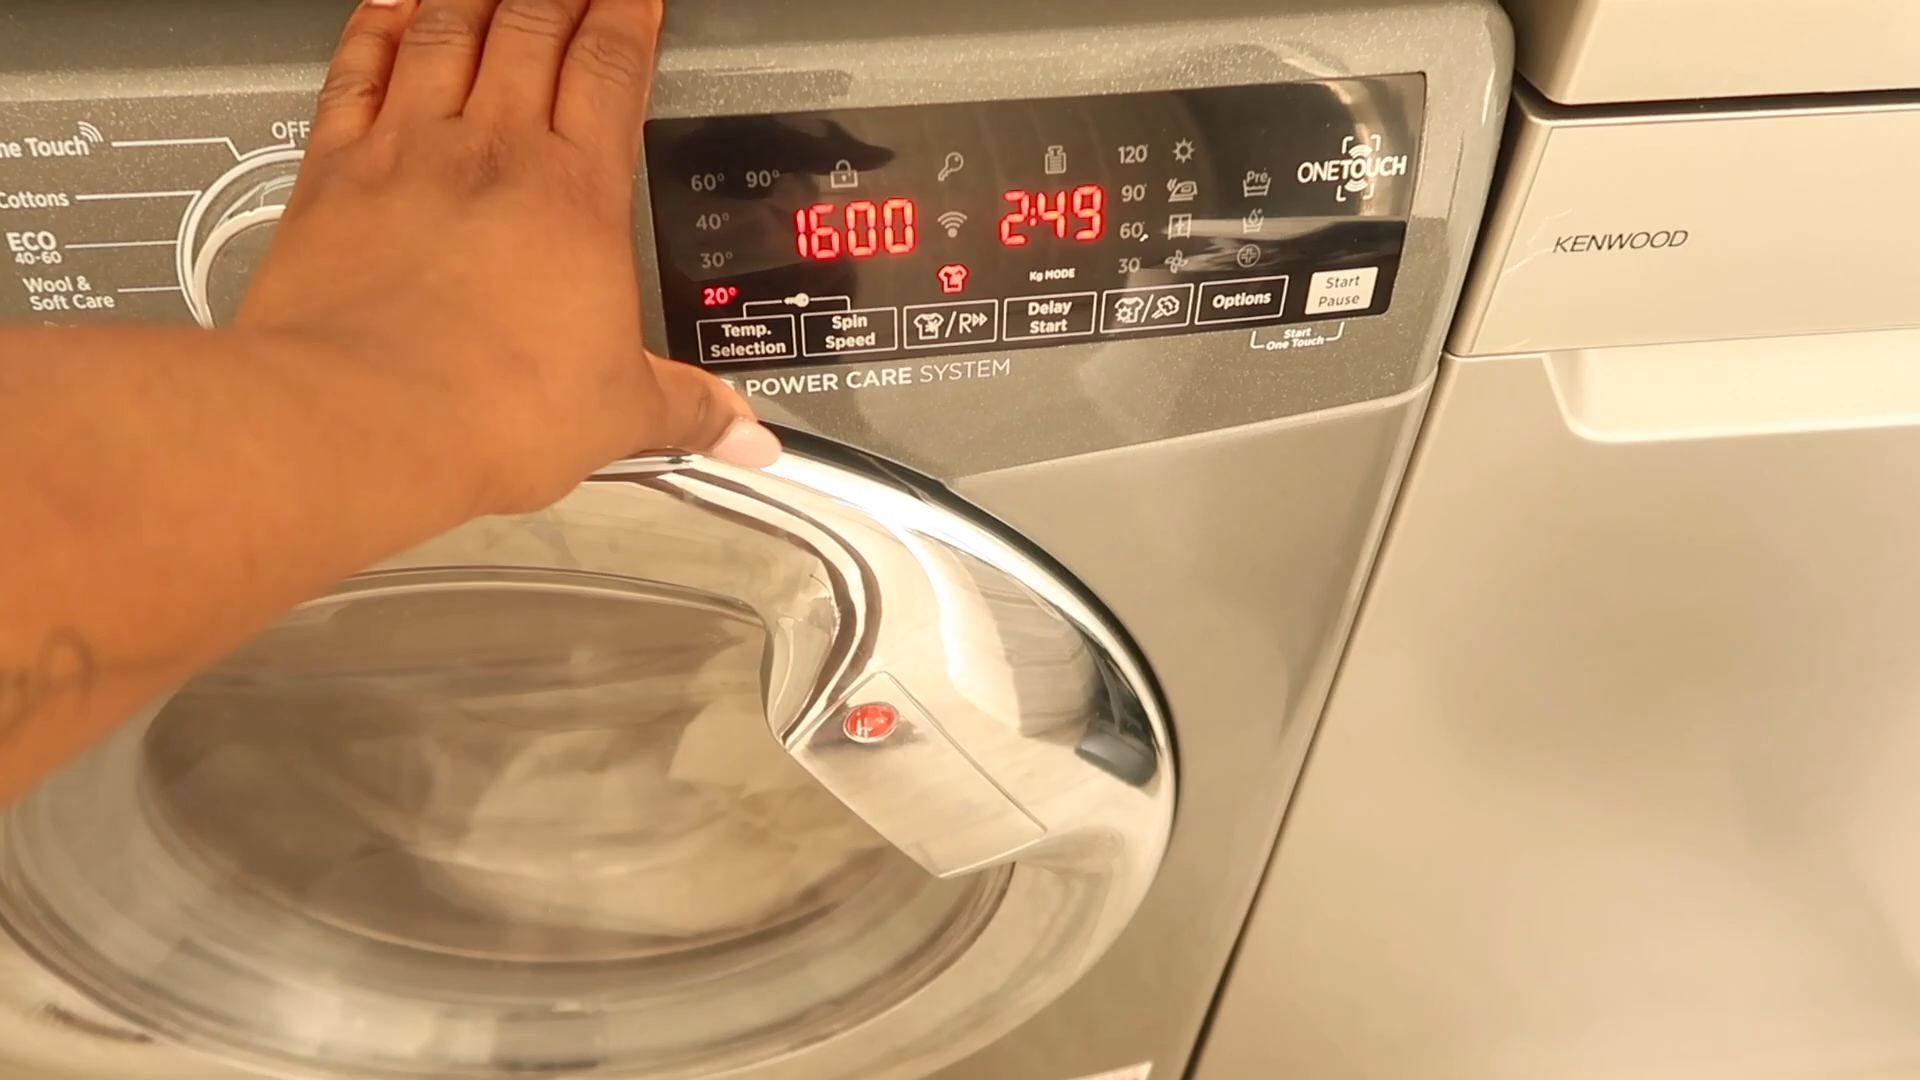 OFF
Cottons
ECO
40-60
Wool &
Soft Care
60° 90°
40°
30°
20°
1600
2:49
Kg MODE
120'
90'
60'
30'
Pre
ONETOUCH
Temp.
Selection
Spin
Speed
/R
Delay
Start
/
Options
Start
Pause
Start
One Touch
POWER CARE SYSTEM
KENWOOD
H